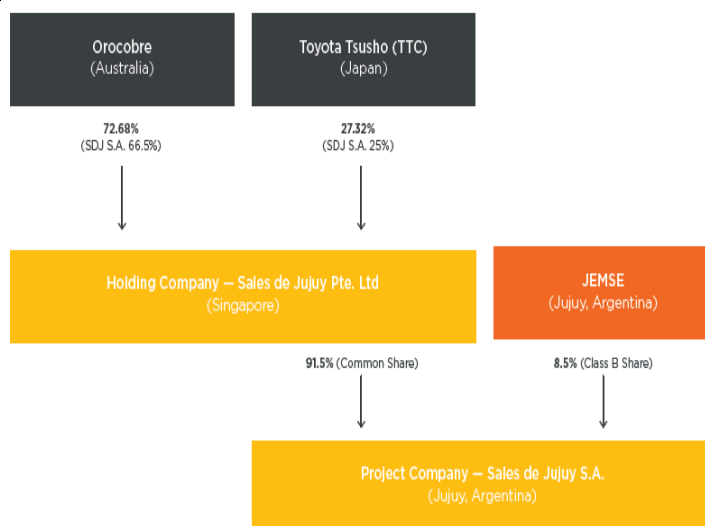 Orocobre
(Australia)
Toyota Tsusho (TTC)
(Japan)
72.68%
(SDJ S.A. 66.5%)
27.32%
(SDJ S.A. 25%)
Holding Company — Sales de Jujuy Pte. Ltd
(Singapore)
JEMSE
(Jujuy, Argentina)
91.5% (Common Share)
8.5% (Class B Share)
Project Company — Sales de Jujuy S.A.
(Jujuy, Argentina)